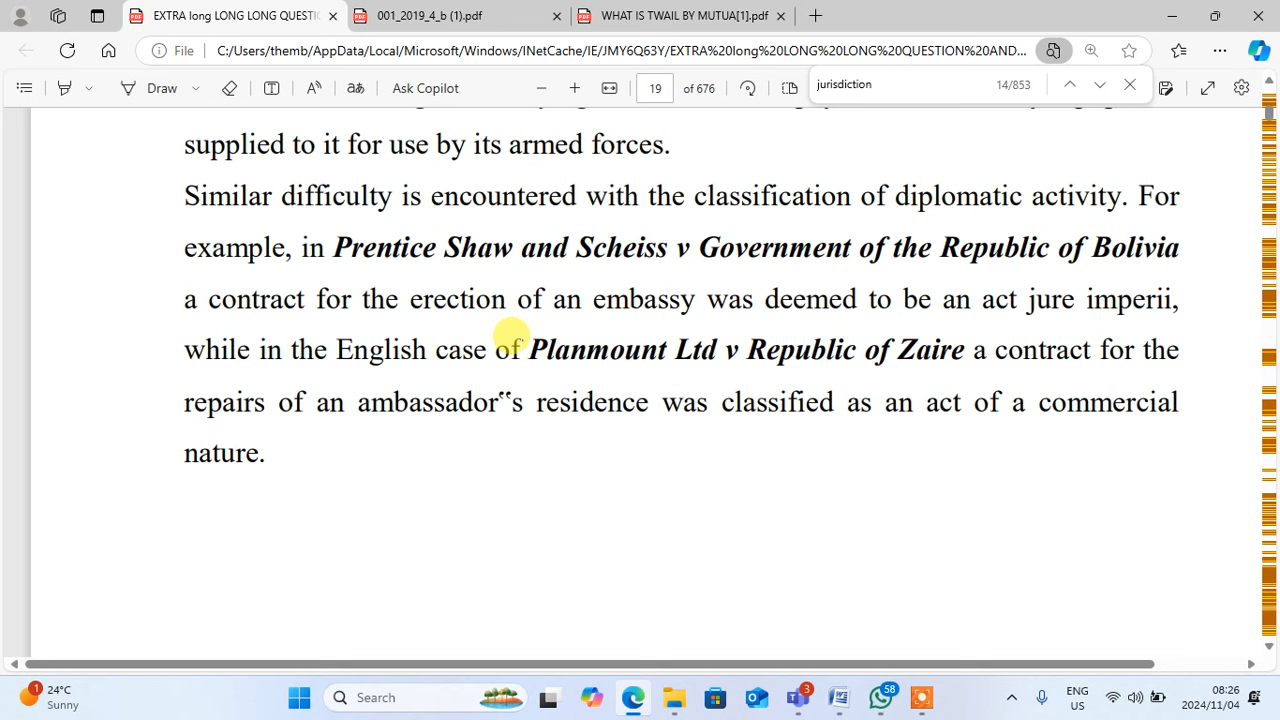 EXTRA long LONG LONG QUESTI
001_2019_4_b (1).pdf
WHAT IS TWAIL BY MUTUA[1].pdf
File
C:/Users/themb/AppData/Local/Microsoft/Windows/INetCache/IE/JMY6Q63Y/EXTRA%20long%20LONG%20LONG%20QUESTION%20AND...
Draw
Ask Copilot
19
of 676
jurisdiction
14/853
supplied to it for use by its armed forces.
Similar difficulty is encountered with the classification of diplomatic activity. For
example, in Prentice Shaw and Scheiss v Government of the Republic of Bolivia
a contract for the erection of an embassy was deemed to be an act jure imperii,
while in the English case of Planmount Ltd v Republic of Zaire a contract for the
repairs of an ambassador‟s residence was classified as an act of a commercial
nature.
1
24°C
Sunny
Search
3
58
ENG
US
08:26
2024/11/04